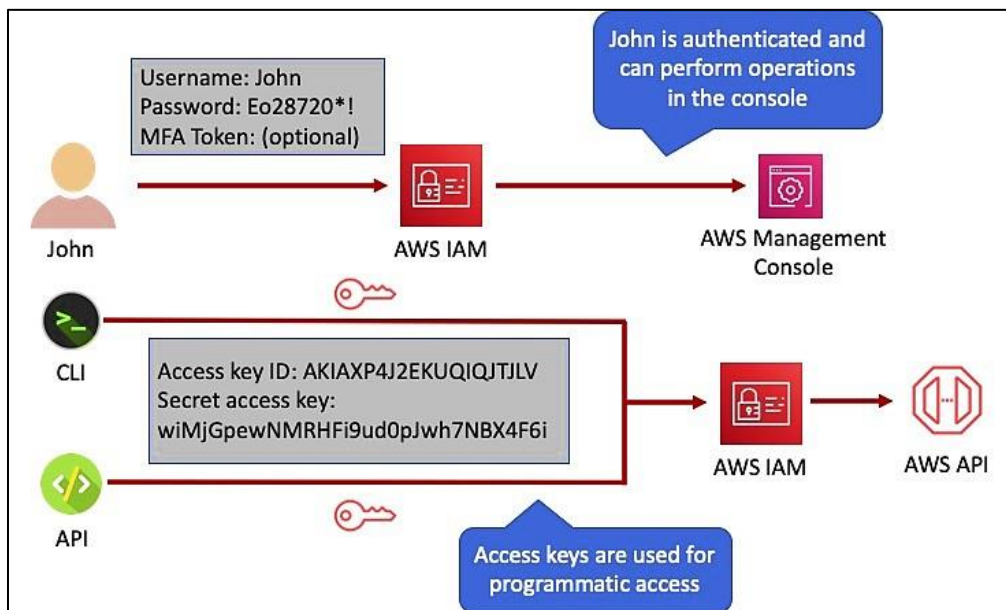 John is authenticated and
can perform operations
in the console
Username: John
Password: Eo28720*!
MFA Token: (optional)
John
AWS IAM
AWS Management
Console
CLI
Access key ID: AKIAXP4J2EKUQIQJTJLV
Secret access key:
wiMjGpewNMRHFi9ud0pJwh7NBX4F6i
AWS IAM
AWS API
API
Access keys are used for
programmatic access